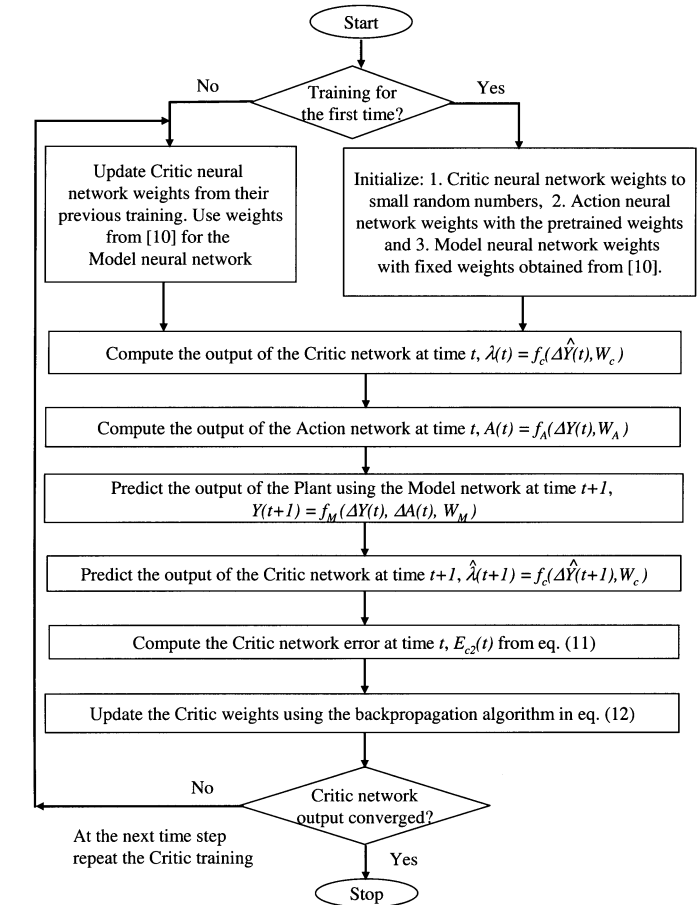 Start
Training for
the first time?
No
Yes
Update Critic neural
network weights from their
previous training. Use weights
from [10] for the
Model neural network
Initialize: 1. Critic neural network weights to
small random numbers, 2. Action neural
network weights with the pretrained weights
and 3. Model neural network weights
with fixed weights obtained from [10].
Compute the output of the Critic network at time t, λ(t) = f_c(ΔŶ(t),W_c)
Compute the output of the Action network at time t, A(t) = f_A(ΔY(t),W_A)
Predict the output of the Plant using the Model network at time t+1,
Y(t+1) = f_M(ΔY(t), ΔA(t), W_M)
Predict the output of the Critic network at time t+1, λ̂(t+1) = f_c(ΔŶ(t+1),W_c)
Compute the Critic network error at time t, E_c2(t) from eq. (11)
Update the Critic weights using the backpropagation algorithm in eq. (12)
Critic network
output converged?
No
At the next time step
repeat the Critic training
Yes
Stop